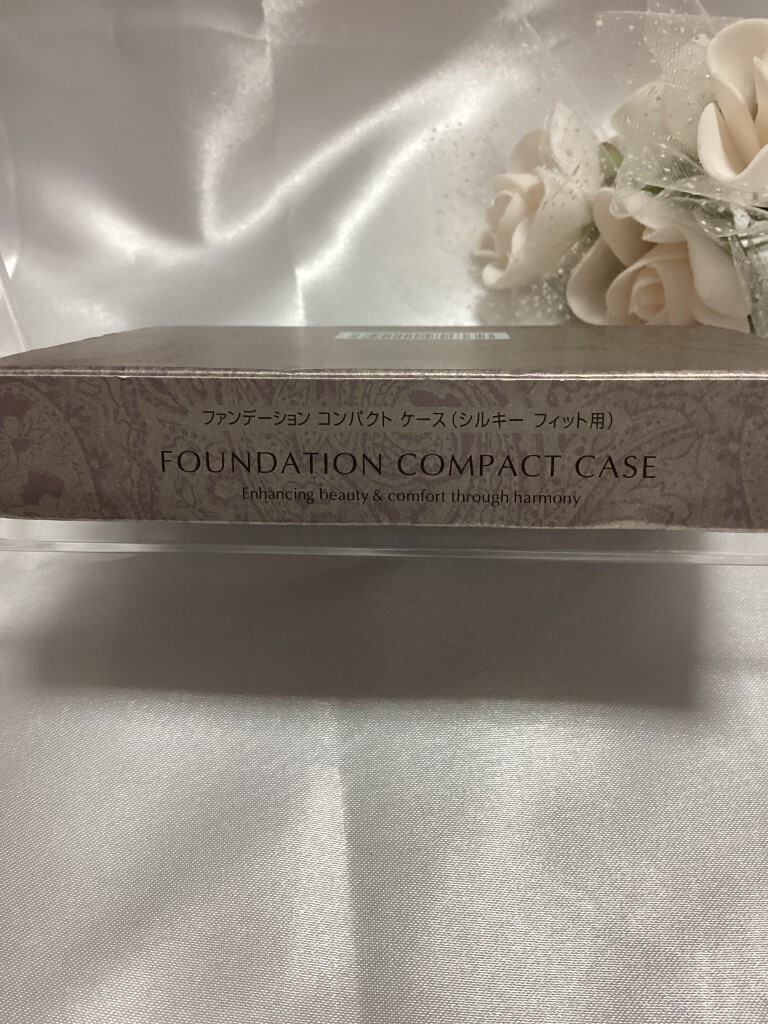 ファンデーション コンパクト ケース(シルキー フィット用)
FOUNDATION COMPACT CASE
Enhancing beauty & comfort through harmony